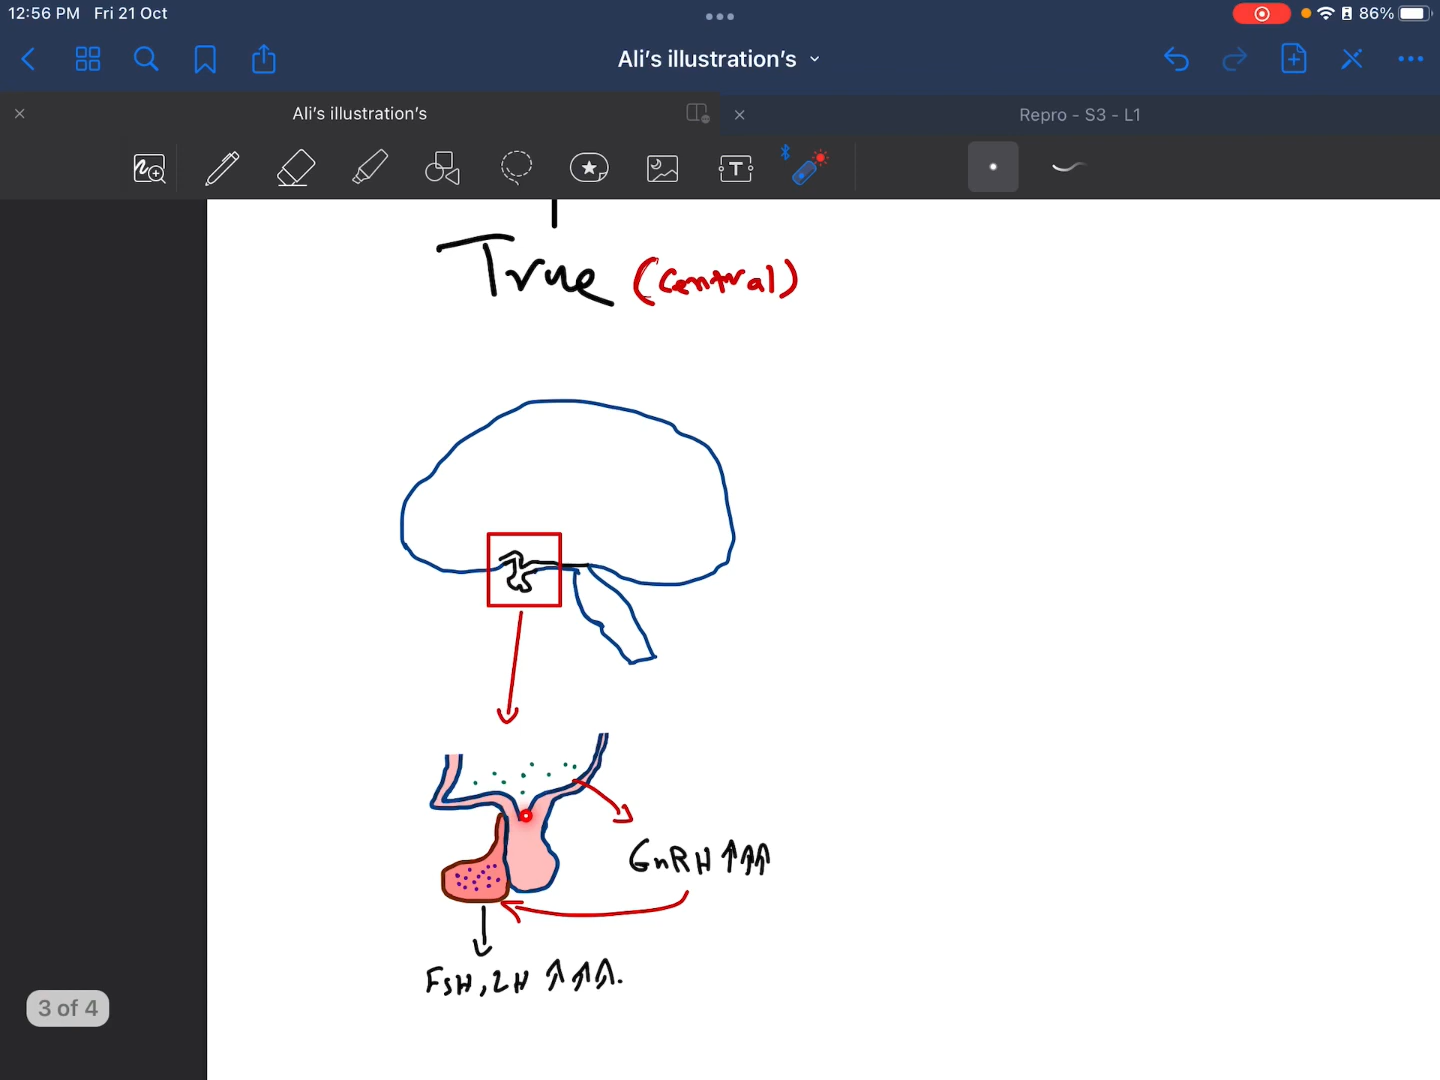 12:56 PM Fri 21 Oct
86%
Ali's illustration's
Ali's illustration's
Repro - S3 - L1
T
True (Central)
GnRH ↑↑↑
FSH, LH ↑↑↑.
3 of 4